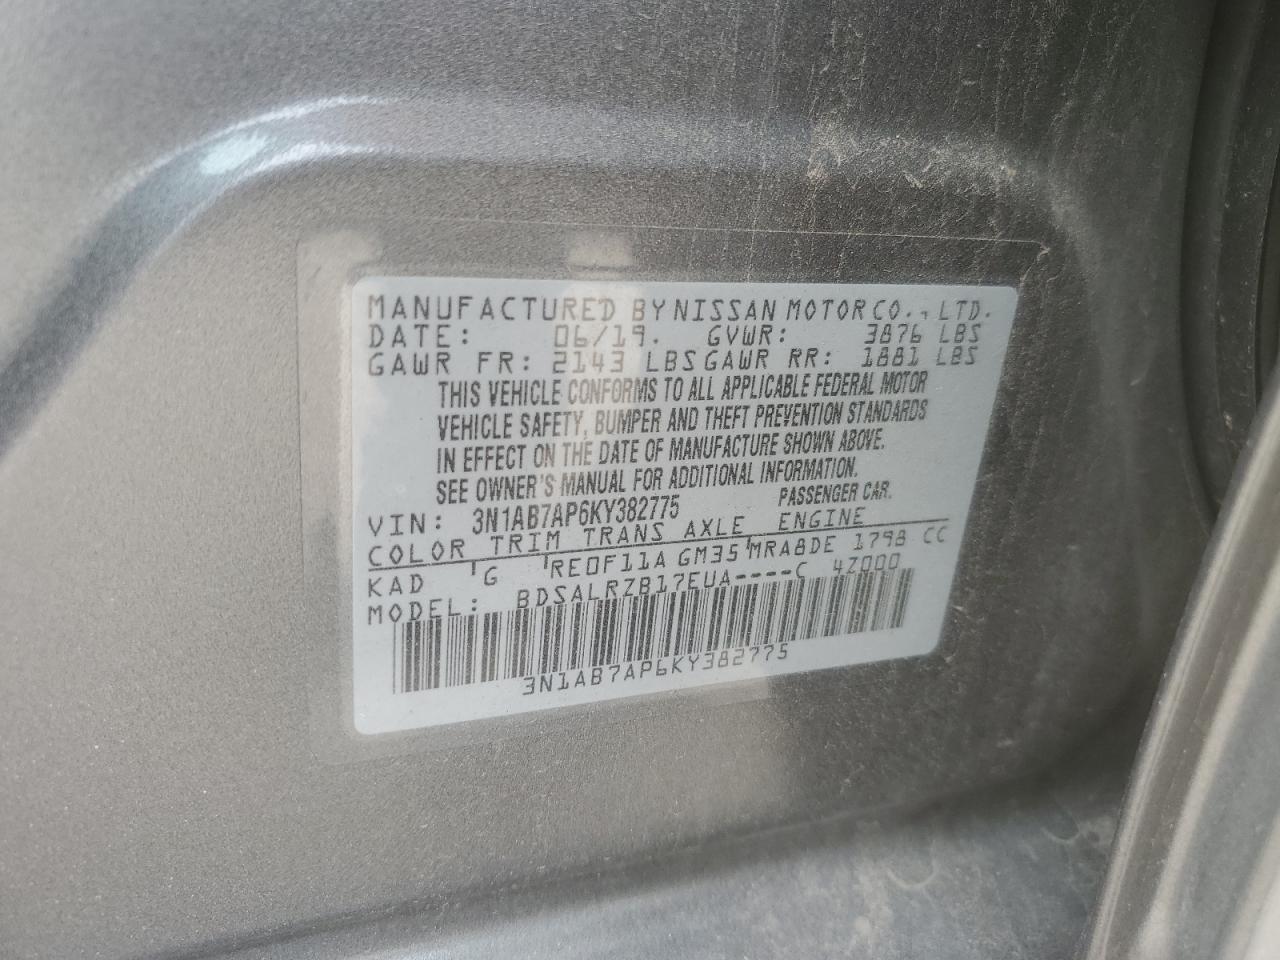 MANUFACTURED BY NISSAN MOTOR CO., LTD.
DATE: 06/19. GVWR: 3876 LBS
GAWR FR: 2143 LBS GAWR RR: 1881 LBS
THIS VEHICLE CONFORMS TO ALL APPLICABLE FEDERAL MOTOR
VEHICLE SAFETY, BUMPER AND THEFT PREVENTION STANDARDS
IN EFFECT ON THE DATE OF MANUFACTURE SHOWN ABOVE.
SEE OWNER'S MANUAL FOR ADDITIONAL INFORMATION.
VIN: 3N1AB7AP6KY382775 PASSENGER CAR.
COLOR TRIM TRANS AXLE ENGINE
KAD G RE0F11A GM35 MRA8DE 1798 CC
MODEL: BDSALRZB17EUA----C 4Z000
3N1AB7AP6KY382775